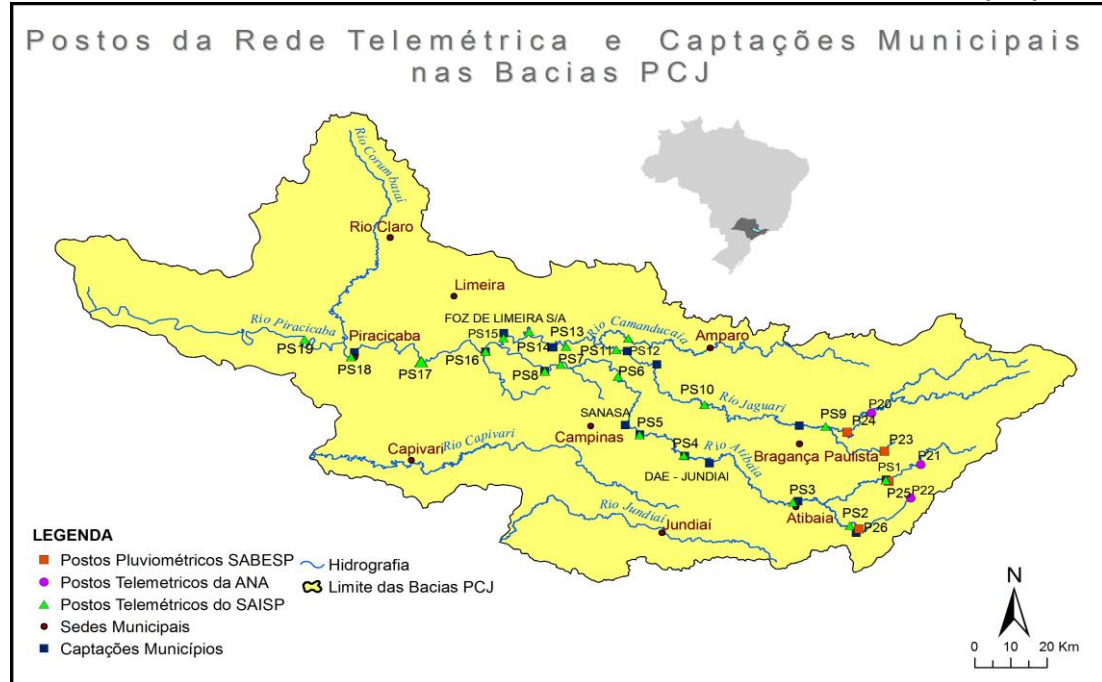 Postos da Rede Telemétrica e Captações Municipais
nas Bacias PCJ
Rio Corumbataí
Rio Claro
Limeira
FOZ DE LIMEIRA S/A
Rio Piracicaba
Piracicaba
PS19
PS18
PS17
PS16
PS15
PS14
PS13
Rio Camanducaia
Amparo
PS11
PS12
PS7
PS8
PS6
PS10
Rio Jaguari
PS9
P20
P24
SANASA
PS5
Campinas
Capivari
Rio Capivari
PS4
Rio Atibaia
DAE - JUNDIAI
Bragança Paulista
P23
PS1
P21
P25
P22
PS3
Atibaia
PS2
P26
Rio Jundiaí
Jundiaí
LEGENDA
Postos Pluviométricos SABESP
Postos Telemetricos da ANA
Postos Telemétricos do SAISP
Sedes Municipais
Captações Municípios
Hidrografia
Limite das Bacias PCJ
N
0 10 20 Km